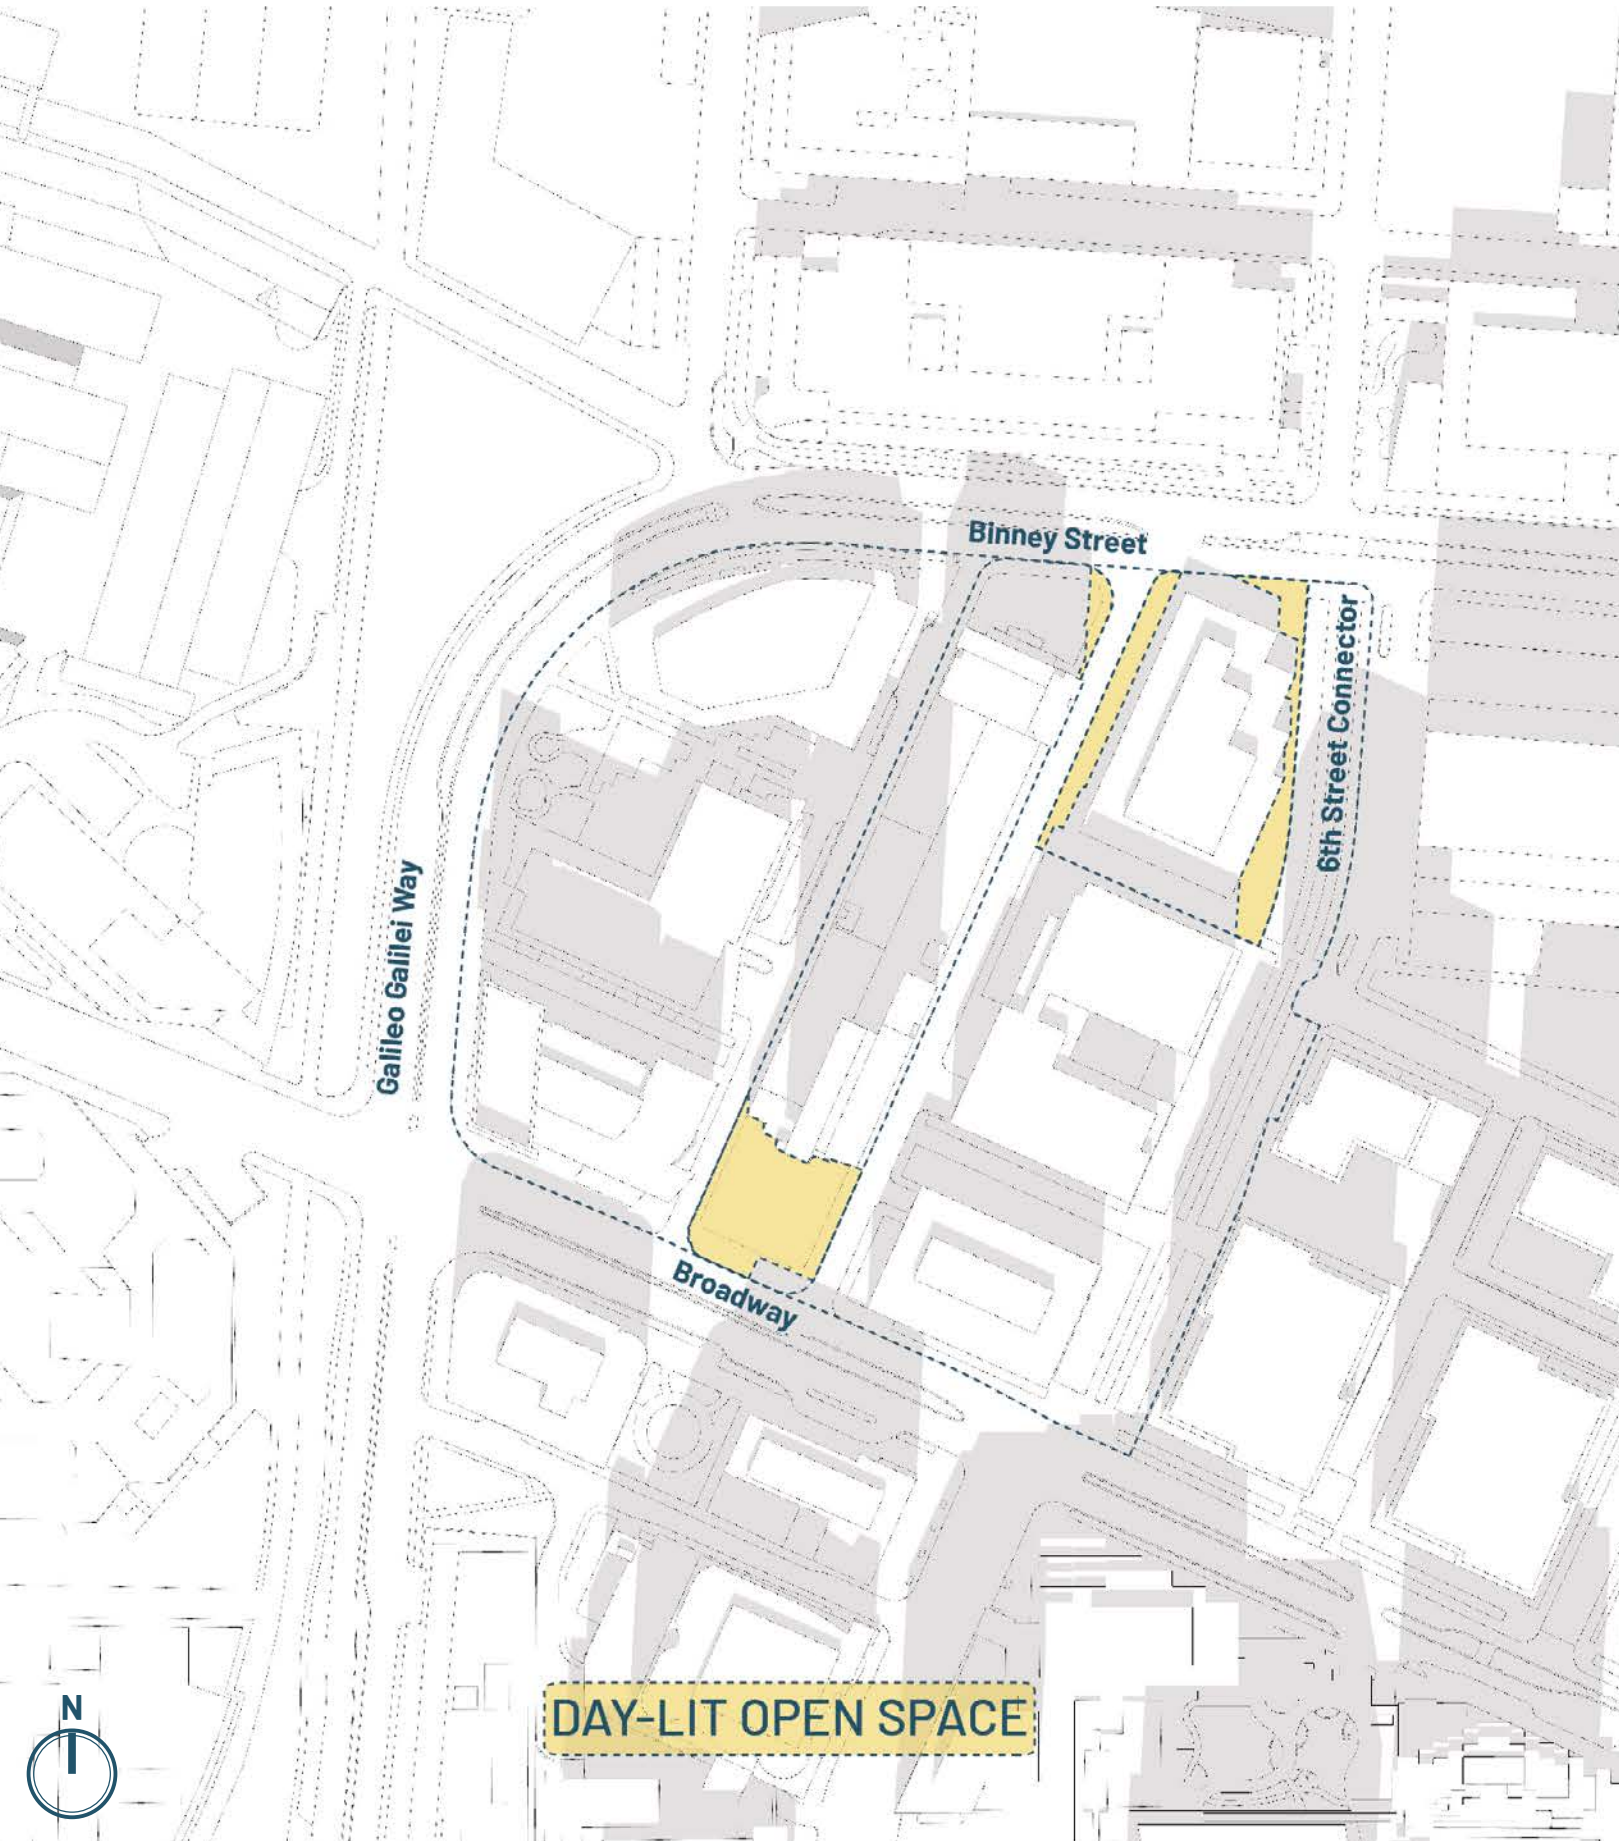 Binney Street
6th Street Connector
Galileo Galilei Way
Broadway
DAY-LIT OPEN SPACE
N